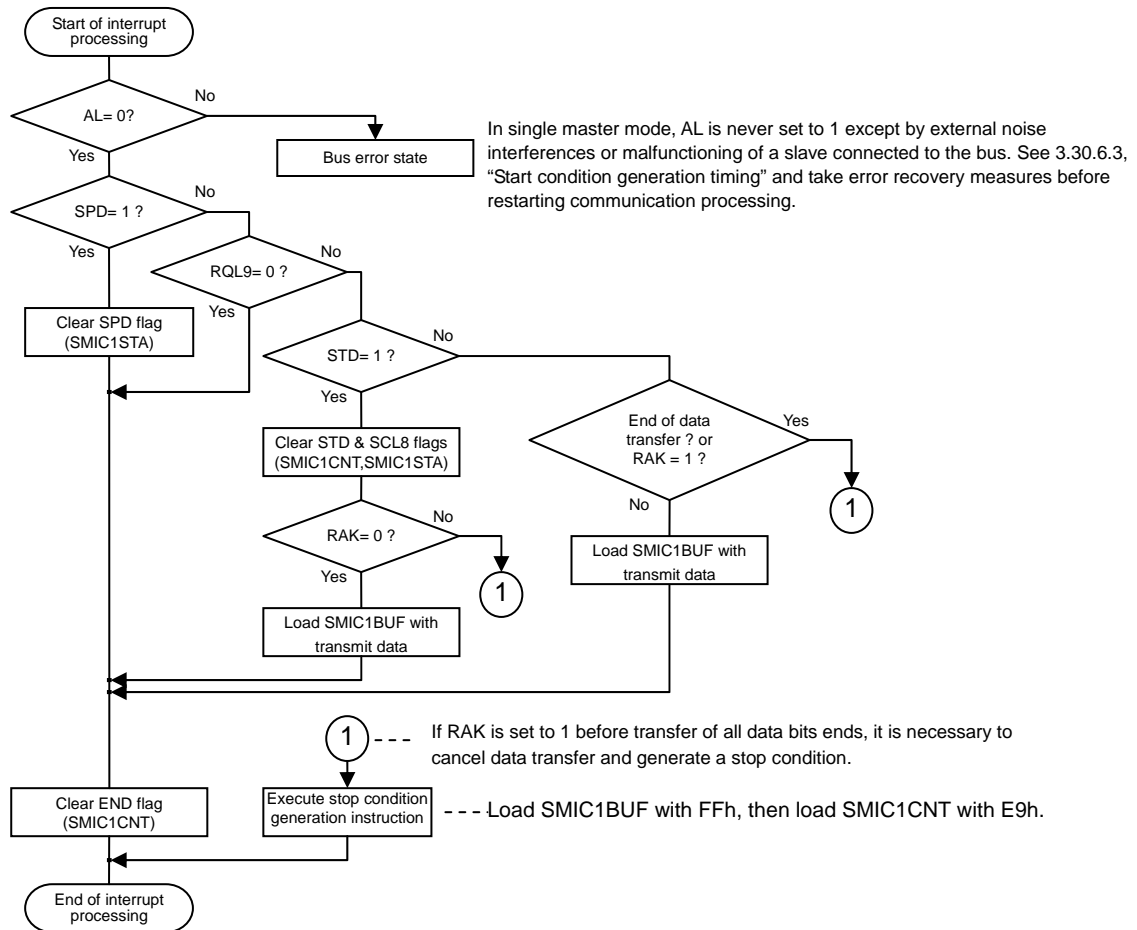 Start of interrupt
processing
No
AL= 0?
Yes
Bus error state
In single master mode, AL is never set to 1 except by external noise
interferences or malfunctioning of a slave connected to the bus. See 3.30.6.3,
“Start condition generation timing” and take error recovery measures before
restarting communication processing.
SPD= 1 ?
No
Yes
RQL9= 0 ?
No
Yes
Clear SPD flag
(SMIC1STA)
STD= 1 ?
No
Yes
End of data
transfer ? or
RAK = 1 ?
Yes
No
1
Clear STD & SCL8 flags
(SMIC1CNT,SMIC1STA)
RAK= 0 ?
No
Yes
1
Load SMIC1BUF with
transmit data
Load SMIC1BUF with
transmit data
1
If RAK is set to 1 before transfer of all data bits ends, it is necessary to
cancel data transfer and generate a stop condition.
Clear END flag
(SMIC1CNT)
Execute stop condition
generation instruction
Load SMIC1BUF with FFh, then load SMIC1CNT with E9h.
End of interrupt
processing